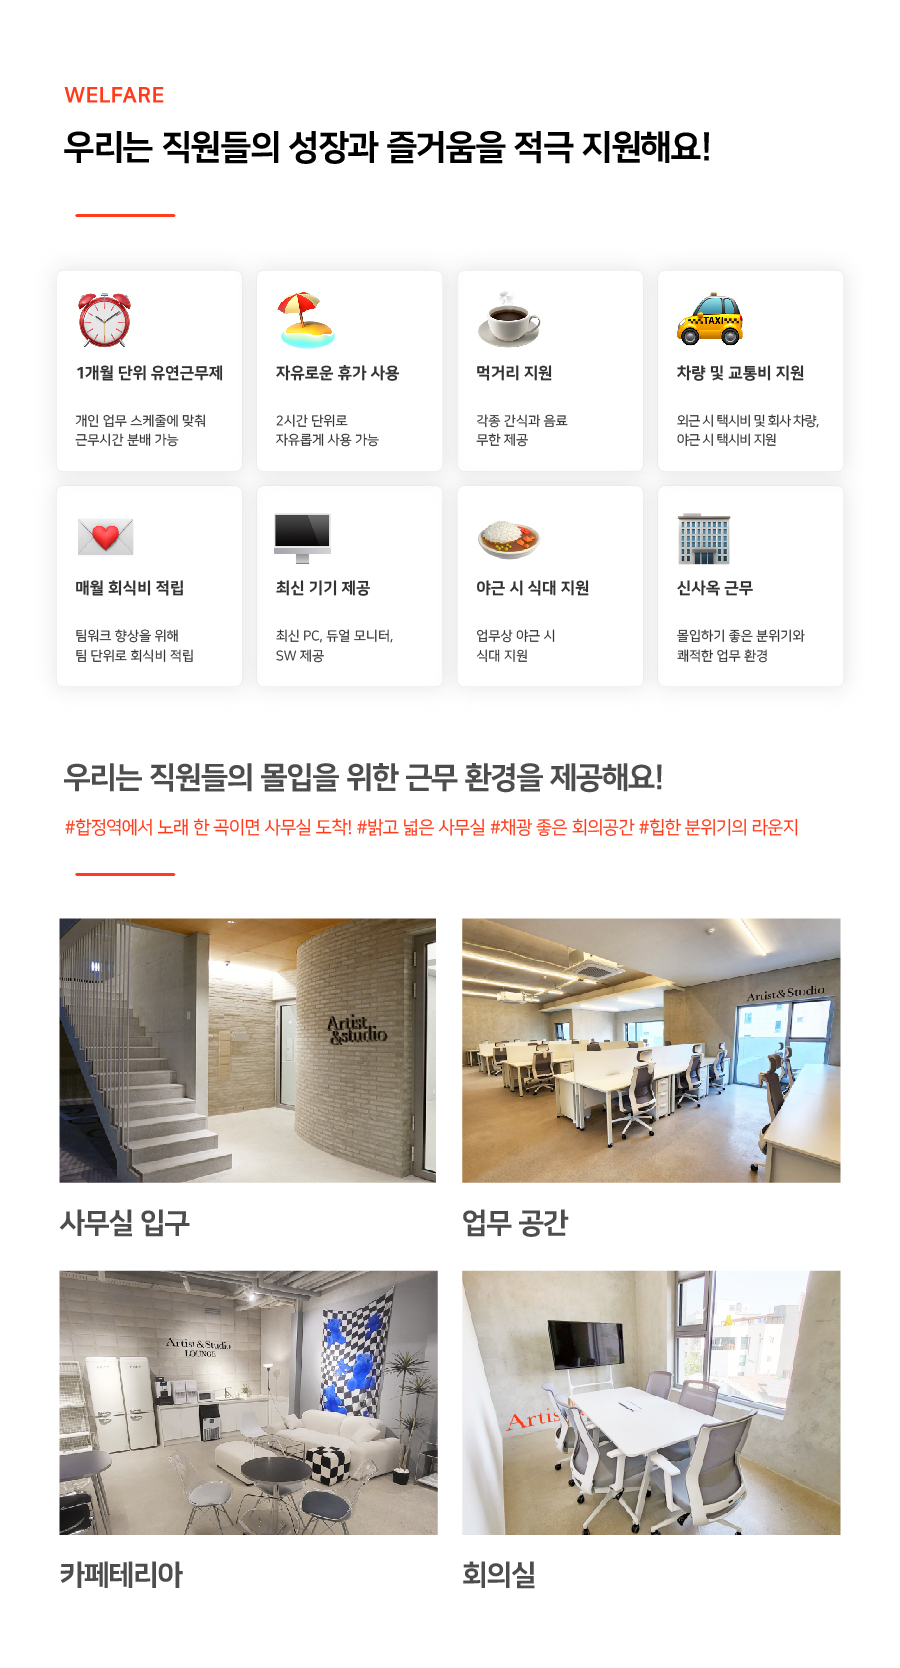 WELFARE
우리는 직원들의 성장과 즐거움을 적극 지원해요!
1개월 단위 유연근무제
개인 업무 스케줄에 맞춰
근무시간 분배 가능
자유로운 휴가 사용
2시간 단위로
자유롭게 사용 가능
먹거리 지원
각종 간식과 음료
무한 제공
TAXI
차량 및 교통비 지원
외근 시 택시비 및 회사 차량,
야근 시 택시비 지원
매월 회식비 적립
팀워크 향상을 위해
팀 단위로 회식비 적립
최신 기기 제공
최신 PC, 듀얼 모니터,
SW 제공
야근 시 식대 지원
업무상 야근 시
식대 지원
신사옥 근무
몰입하기 좋은 분위기와
쾌적한 업무 환경
우리는 직원들의 몰입을 위한 근무 환경을 제공해요!
#합정역에서 노래 한 곡이면 사무실 도착! #밝고 넓은 사무실 #채광 좋은 회의공간 #힙한 분위기의 라운지
Artist
&studio
Artist & Studio
사무실 입구
업무 공간
Artist & Studio
LOUNGE
Artis
카페테리아
회의실